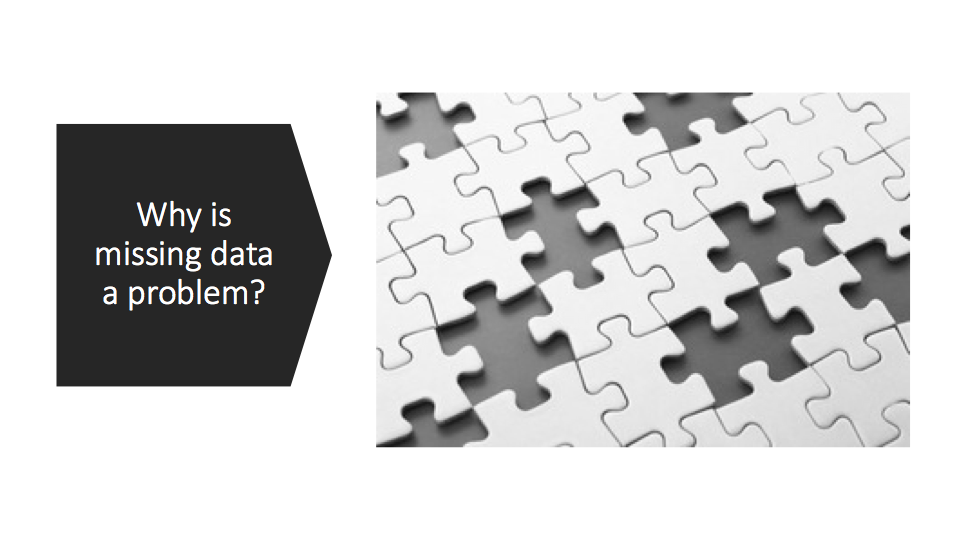 Why is
missing data
a problem?